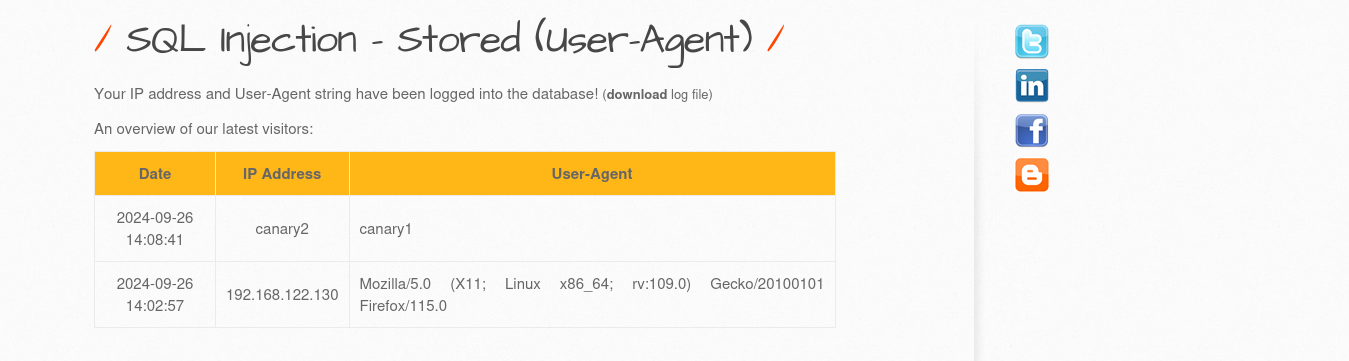 / SQL Injection - Stored (User-Agent) /
Your IP address and User-Agent string have been logged into the database! (download log file)
An overview of our latest visitors:
Date IP Address User-Agent
2024-09-26
14:08:41
canary2
canary1
2024-09-26
14:02:57
192.168.122.130
Mozilla/5.0 (X11; Linux x86_64; rv:109.0) Gecko/20100101
Firefox/115.0
t
in
f
B